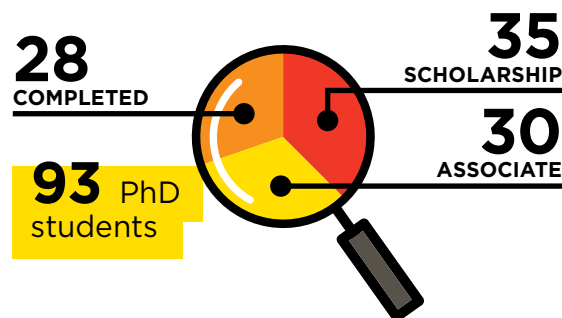 28
COMPLETED
35
SCHOLARSHIP
30
ASSOCIATE
93 PhD
students